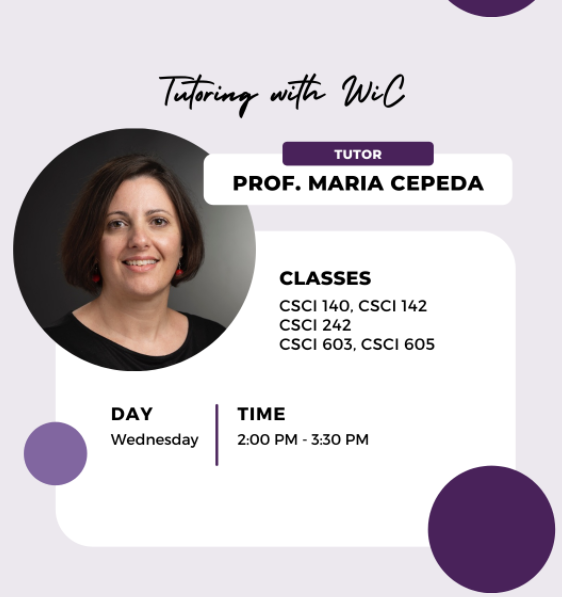 Tutoring with WiC
TUTOR
PROF. MARIA CEPEDA
CLASSES
CSCI 140, CSCI 142
CSCI 242
CSCI 603, CSCI 605
DAY
Wednesday
TIME
2:00 PM - 3:30 PM